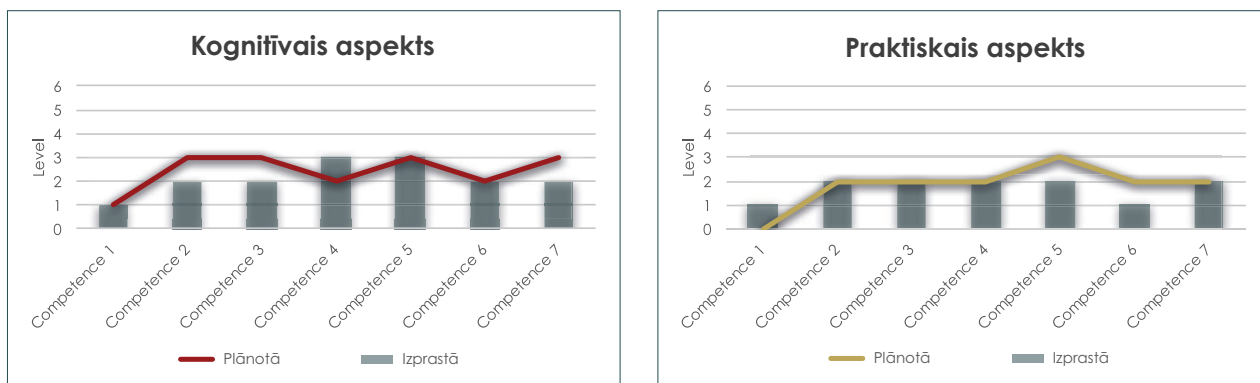 Kognitīvais aspekts
Level
6
5
4
3
2
1
0
Competence 1
Competence 2
Competence 3
Competence 4
Competence 5
Competence 6
Competence 7
Plānotā
Izprastā
Praktiskais aspekts
Level
6
5
4
3
2
1
0
Competence 1
Competence 2
Competence 3
Competence 4
Competence 5
Competence 6
Competence 7
Plānotā
Izprastā